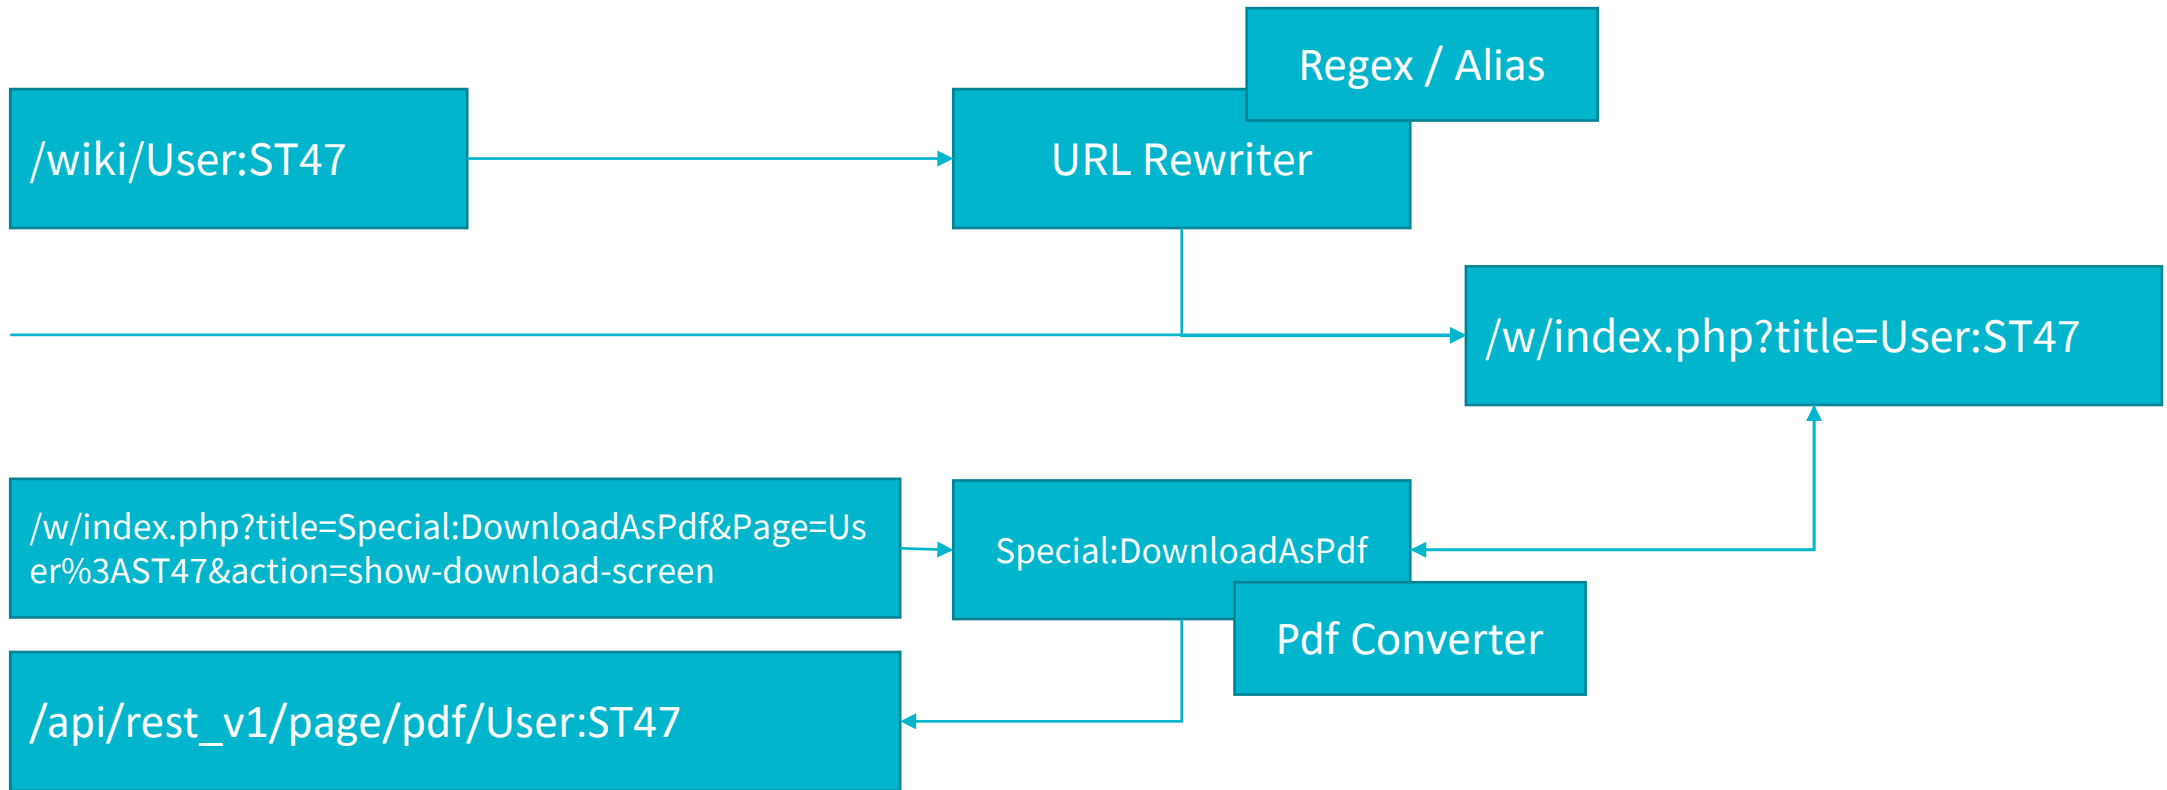 Regex / Alias
/wiki/User:ST47
URL Rewriter
/w/index.php?title=User:ST47
/w/index.php?title=Special:DownloadAsPdf&Page=Us
er%3AST47&action=show-download-screen
Special:DownloadAsPdf
Pdf Converter
/api/rest_v1/page/pdf/User:ST47